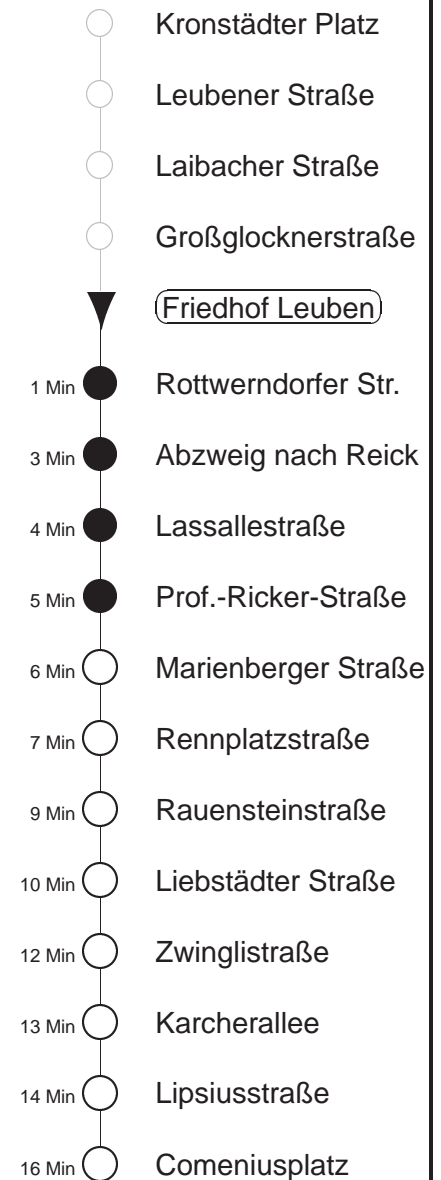 Kronstädter Platz
Leubener Straße
Laibacher Straße
Großglocknerstraße
Friedhof Leuben
1 Min Rottwerndorfer Str.
3 Min Abzweig nach Reick
4 Min Lassallestraße
5 Min Prof.-Ricker-Straße
6 Min Marienberger Straße
7 Min Rennplatzstraße
9 Min Rauensteinstraße
10 Min Liebstädter Straße
12 Min Zwinglistraße
13 Min Karcherallee
14 Min Lipsiusstraße
16 Min Comeniusplatz